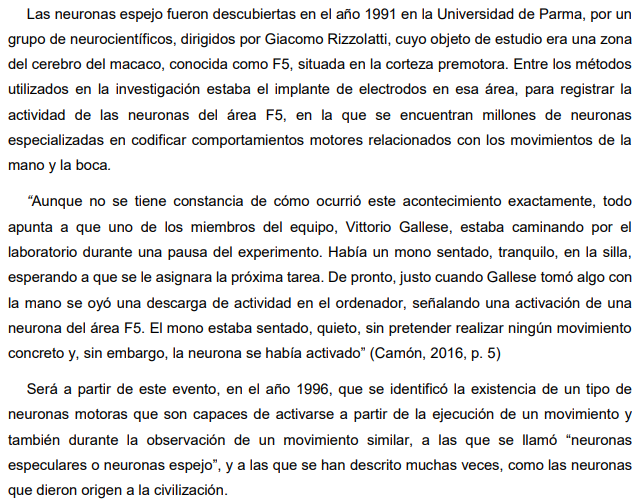 Las neuronas espejo fueron descubiertas en el año 1991 en la Universidad de Parma, por un
grupo de neurocientíficos, dirigidos por Giacomo Rizzolatti, cuyo objeto de estudio era una zona
del cerebro del macaco, conocida como F5, situada en la corteza premotora. Entre los métodos
utilizados en la investigación estaba el implante de electrodos en esa área, para registrar la
actividad de las neuronas del área F5, en la que se encuentran millones de neuronas
especializadas en codificar comportamientos motores relacionados con los movimientos de la
mano y la boca.
“Aunque no se tiene constancia de cómo ocurrió este acontecimiento exactamente, todo
apunta a que uno de los miembros del equipo, Vittorio Gallese, estaba caminando por el
laboratorio durante una pausa del experimento. Había un mono sentado, tranquilo, en la silla,
esperando a que se le asignara la próxima tarea. De pronto, justo cuando Gallese tomó algo con
la mano se oyó una descarga de actividad en el ordenador, señalando una activación de una
neurona del área F5. El mono estaba sentado, quieto, sin pretender realizar ningún movimiento
concreto y, sin embargo, la neurona se había activado” (Camón, 2016, p. 5)
Será a partir de este evento, en el año 1996, que se identificó la existencia de un tipo de
neuronas motoras que son capaces de activarse a partir de la ejecución de un movimiento y
también durante la observación de un movimiento similar, a las que se llamó “neuronas
especulares o neuronas espejo”, y a las que se han descrito muchas veces, como las neuronas
que dieron origen a la civilización.